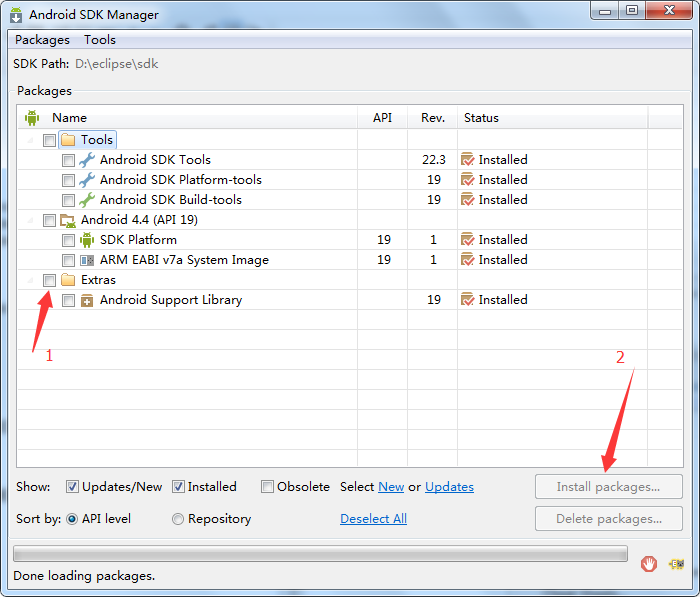 Android SDK Manager
Packages Tools
SDK Path: D:\eclipse\sdk
Packages
Name API Rev. Status
Tools
Android SDK Tools 22.3 Installed
Android SDK Platform-tools 19 Installed
Android SDK Build-tools 19 Installed
Android 4.4 (API 19)
SDK Platform 19 1 Installed
ARM EABI v7a System Image 19 1 Installed
Extras
Android Support Library 19 Installed
1
2
Show: Updates/New Installed Obsolete Select New or Updates Install packages...
Sort by: API level Repository Deselect All Delete packages...
Done loading packages.